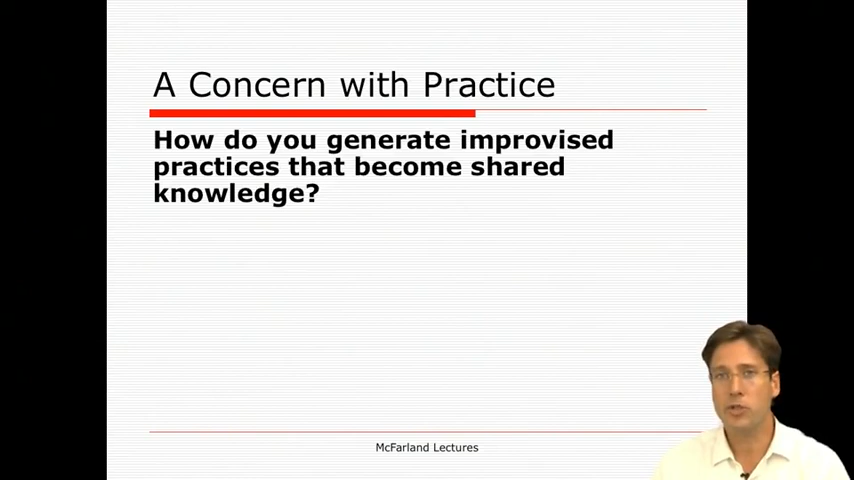 A Concern with Practice
How do you generate improvised
practices that become shared
knowledge?
McFarland Lectures